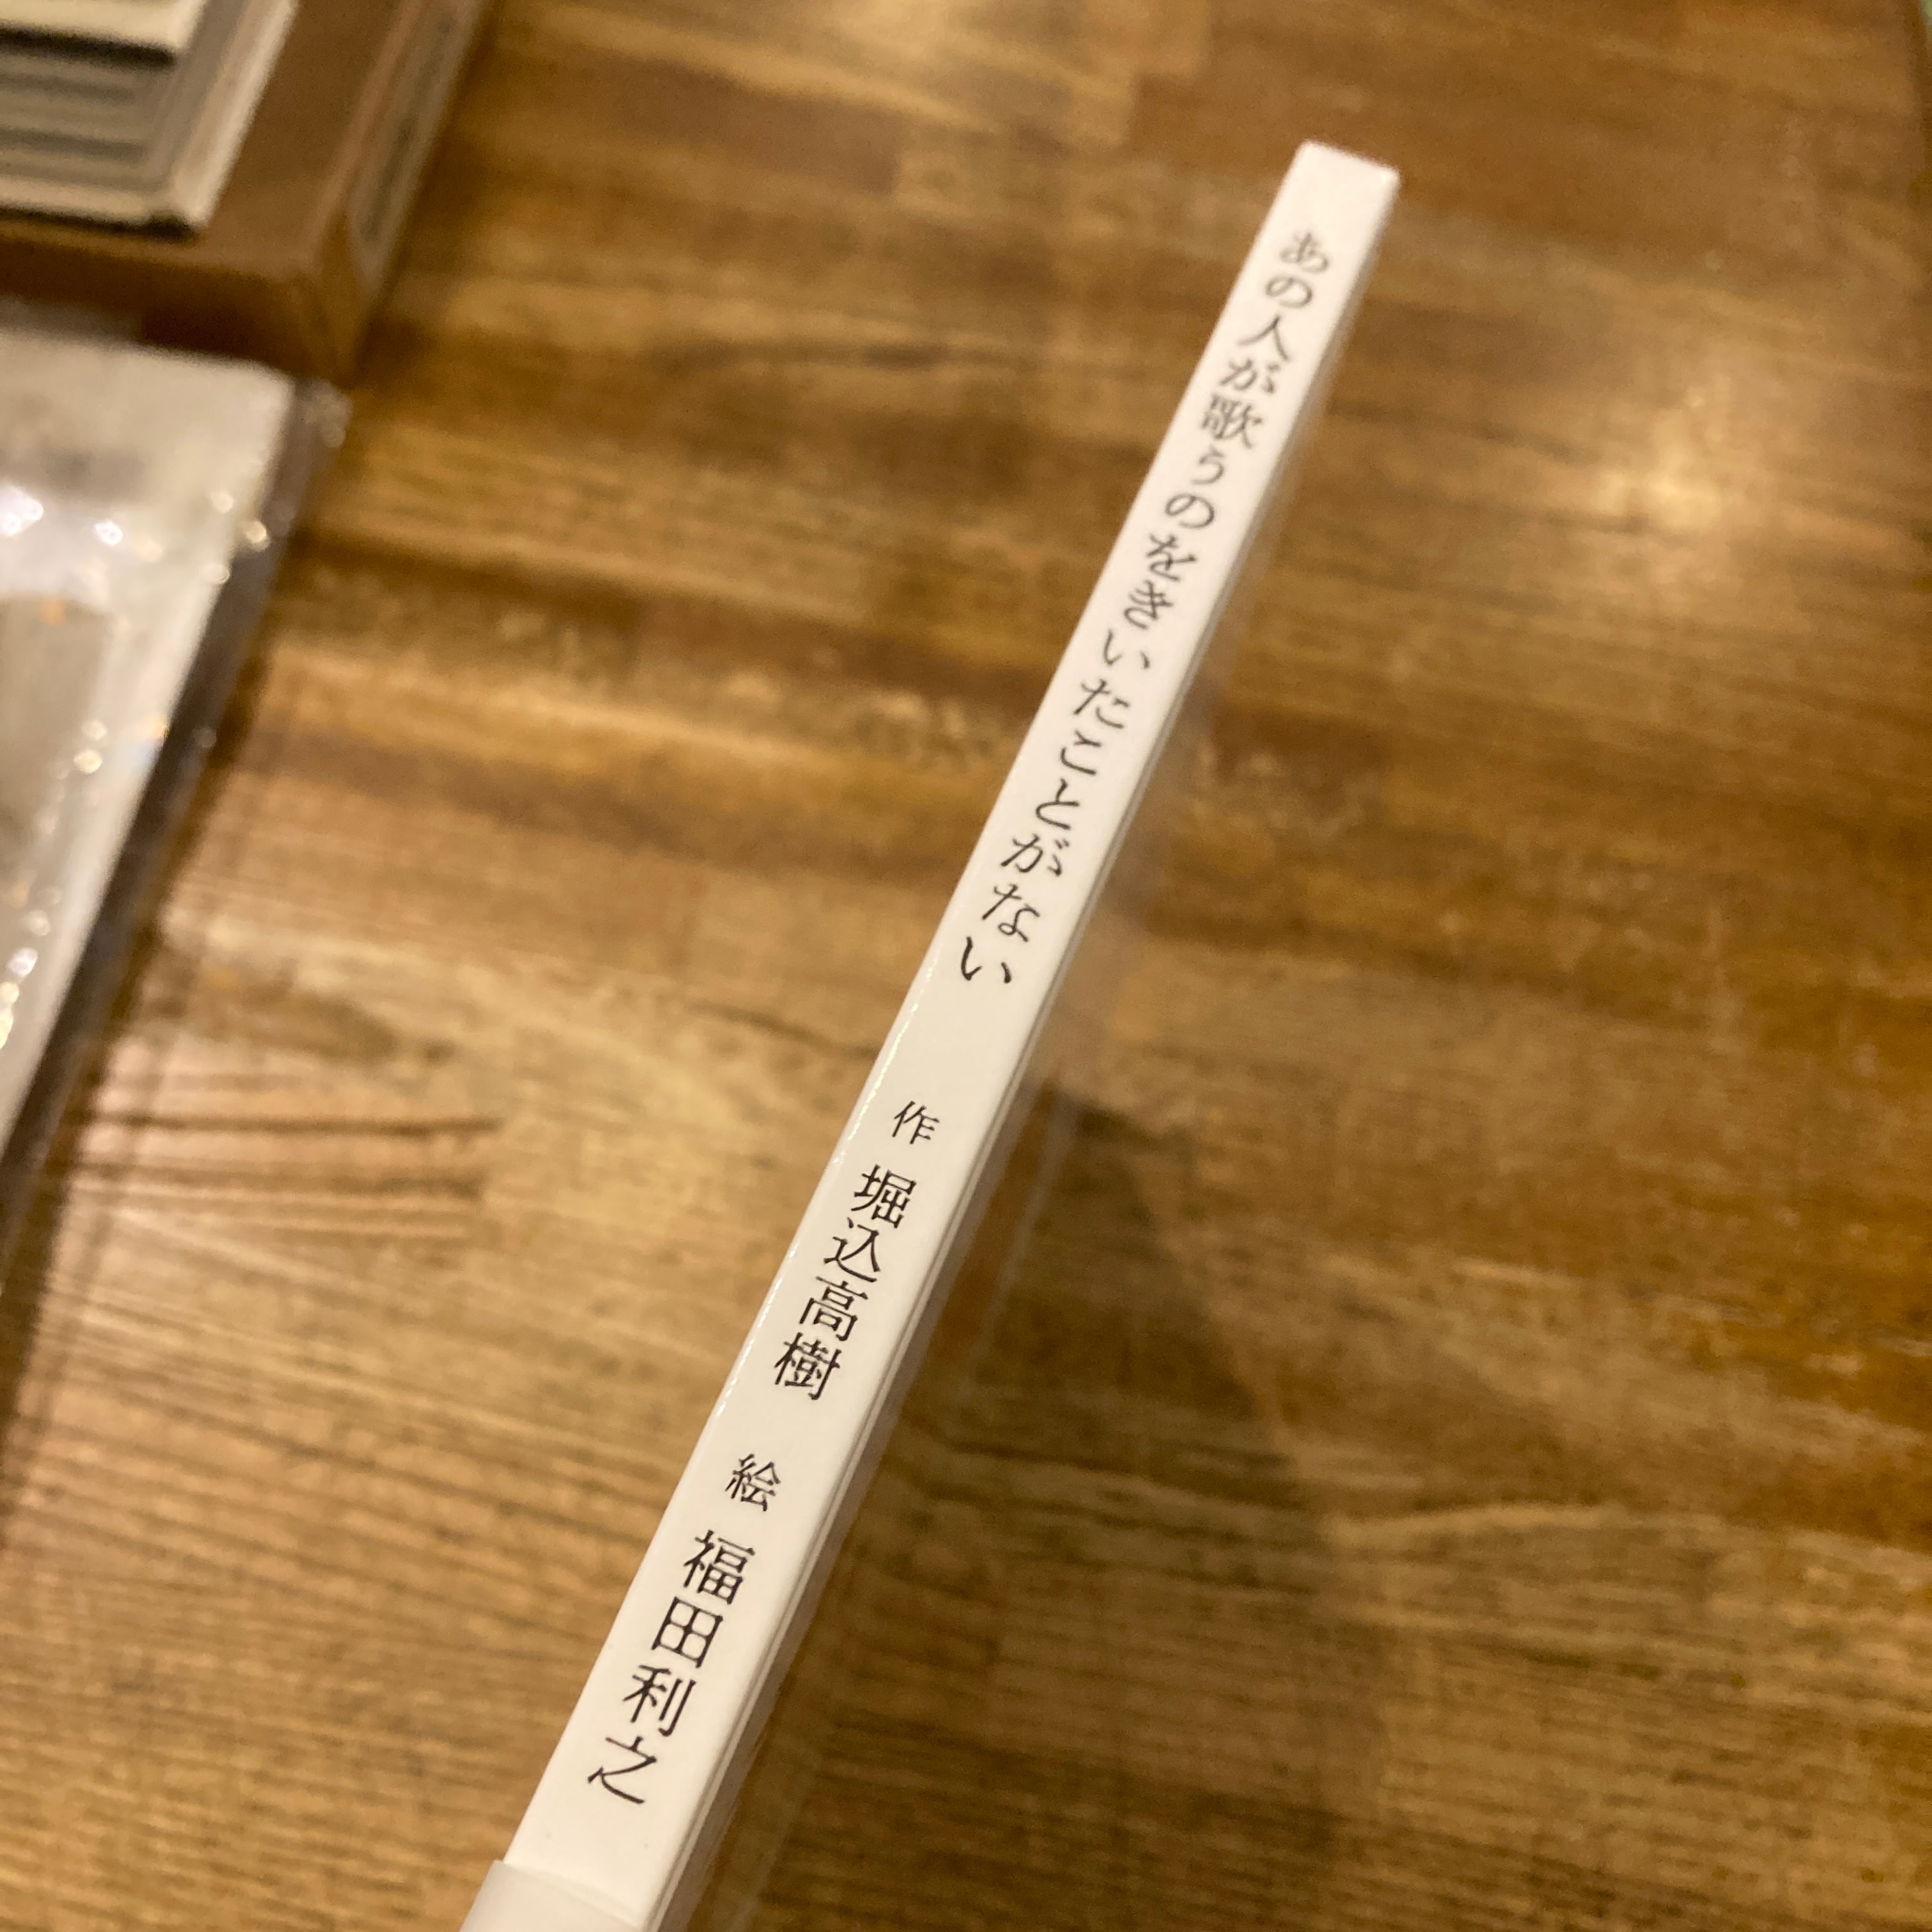 あの人が歌うのをきいたことがない 作 堀込高樹 絵 福田利之